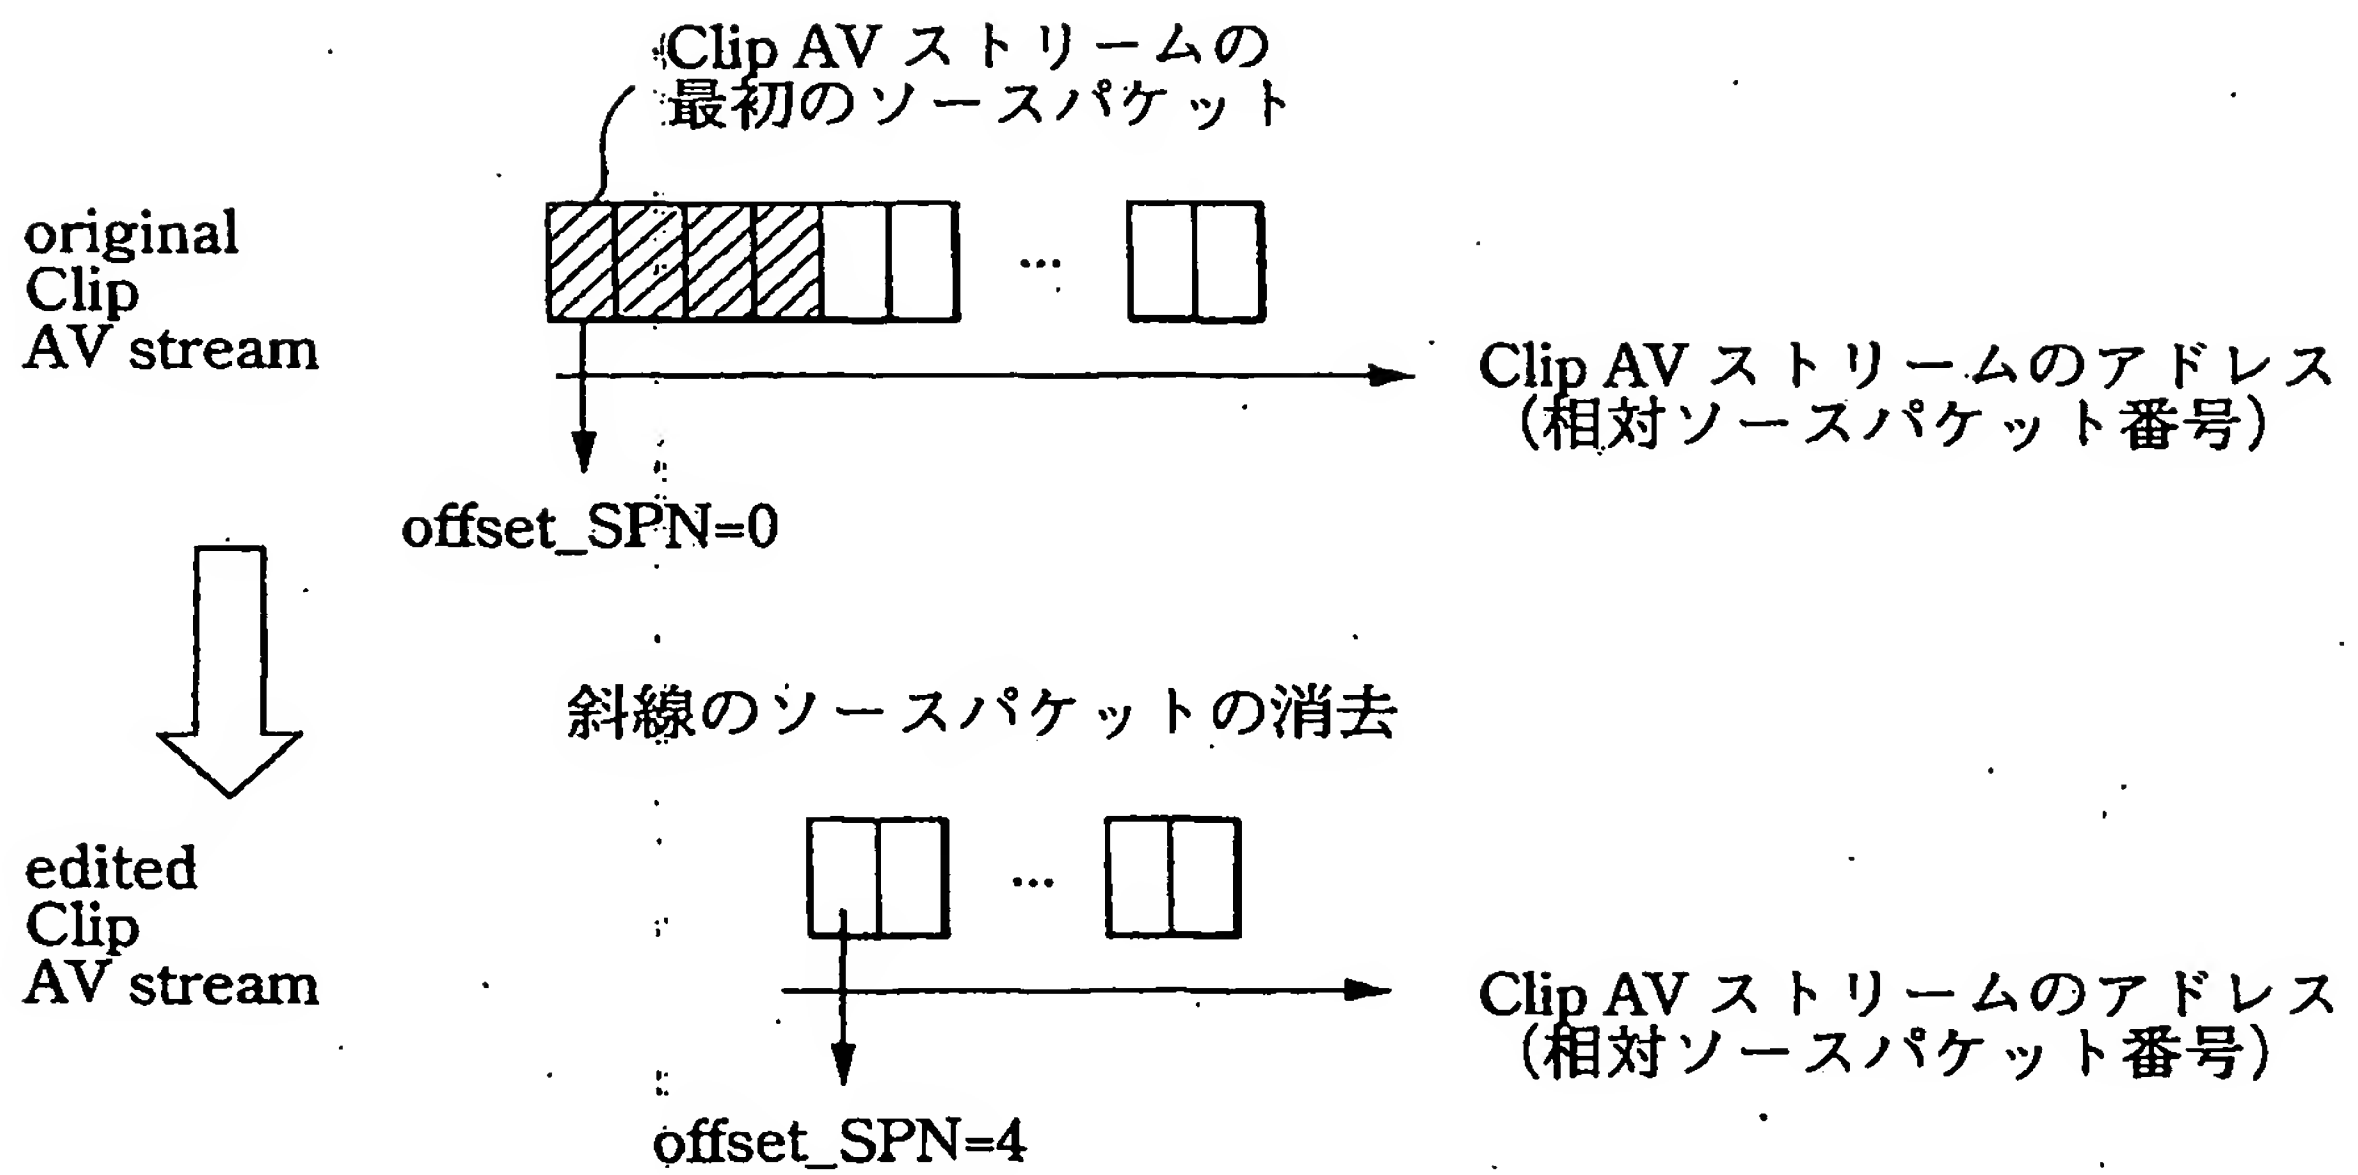 Clip AV ストリームの
最初のソースパケット
original
Clip
AV stream
...
Clip AV ストリームのアドレス
(相対ソースパケット番号)
offset_SPN=0
斜線のソースパケットの消去
edited
Clip
AV stream
...
Clip AV ストリームのアドレス
(相対ソースパケット番号)
offset_SPN=4